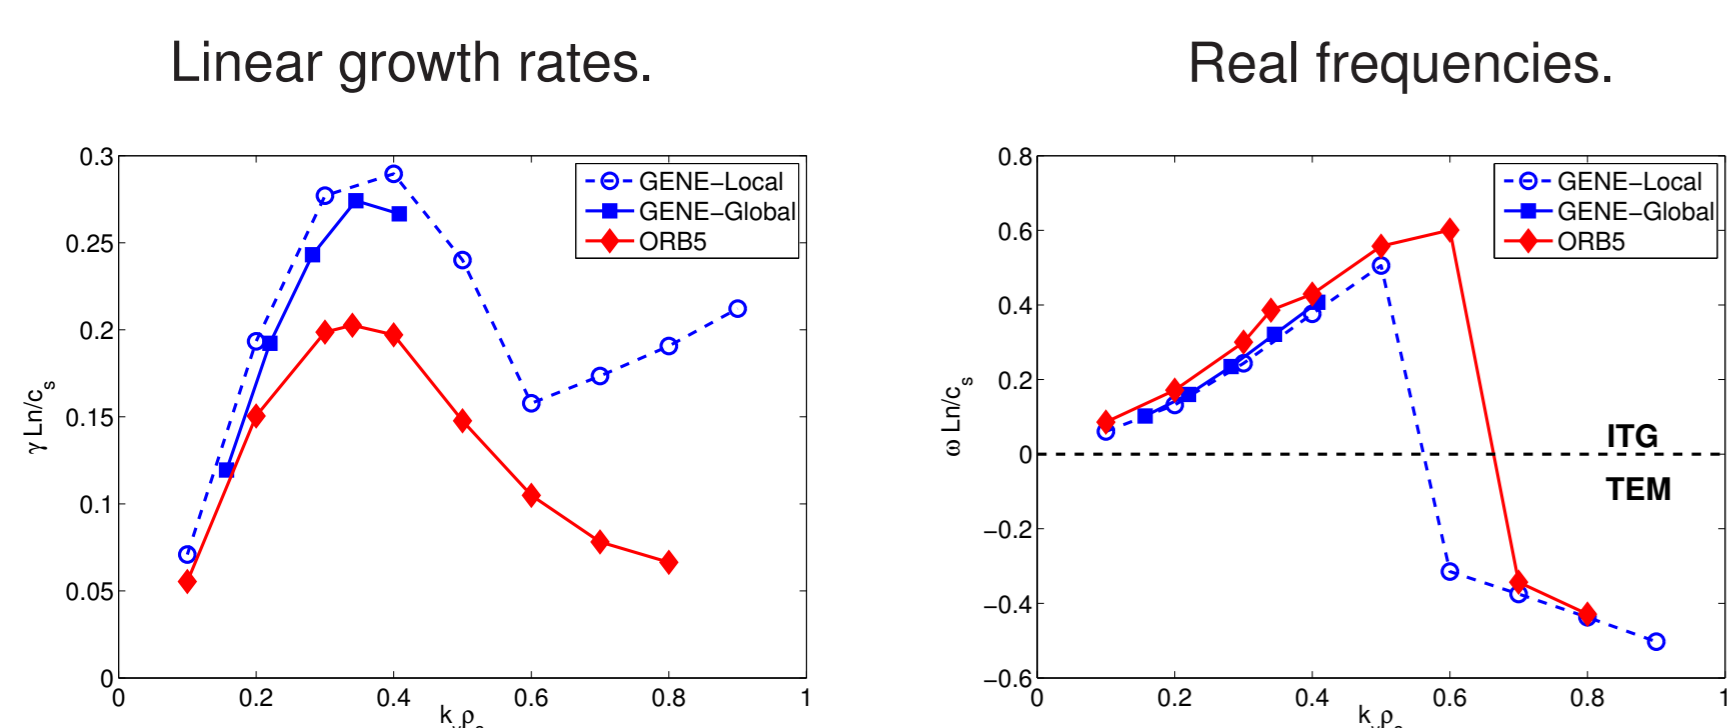 Linear growth rates.
Real frequencies.
0.3
0.25
0.2
0.15
0.1
0.05
0
γ Ln/c_s
GENE−Local
GENE−Global
ORB5
0 0.2 0.4 0.6 0.8 1
0.8
0.6
0.4
0.2
0
−0.2
−0.4
−0.6
ω Ln/c_s
GENE−Local
GENE−Global
ORB5
ITG
TEM
0 0.2 0.4 0.6 0.8 1